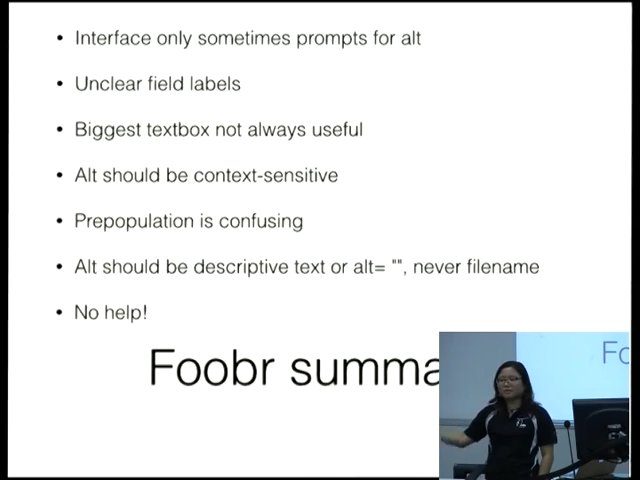 • Interface only sometimes prompts for alt
• Unclear field labels
• Biggest textbox not always useful
• Alt should be context-sensitive
• Prepopulation is confusing
• Alt should be descriptive text or alt= "", never filename
• No help!
Foobr summa
Fo